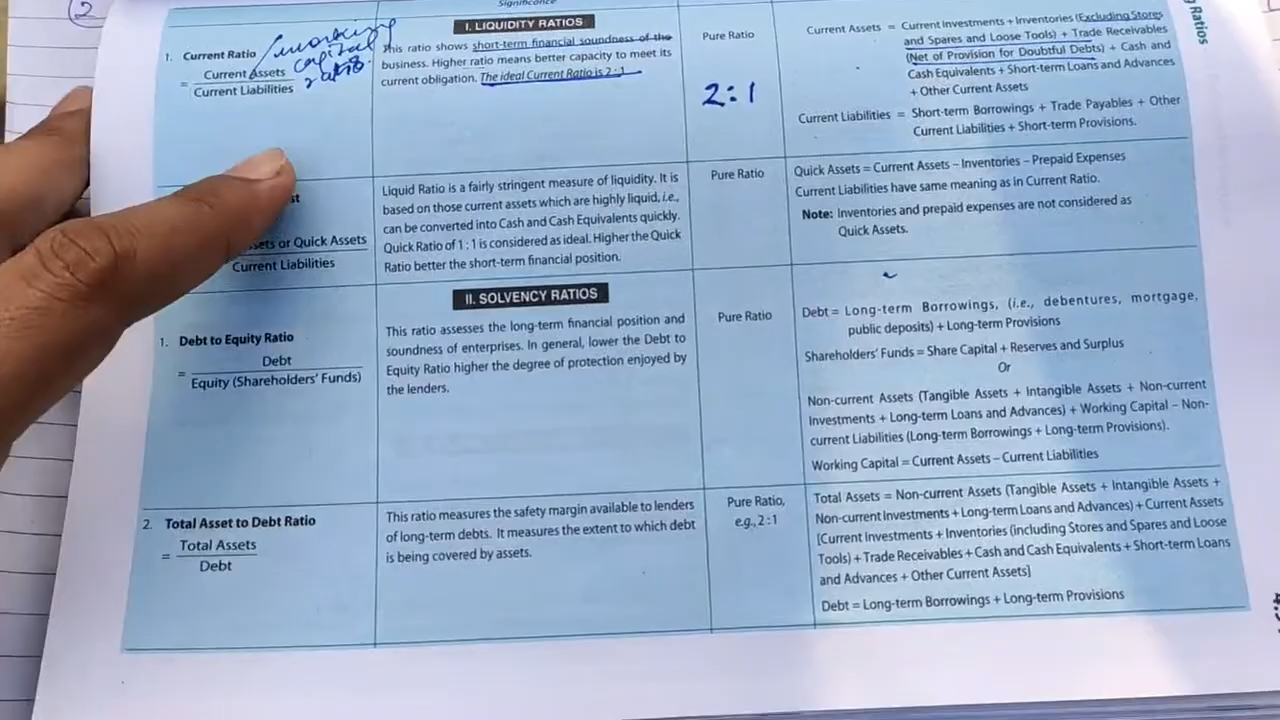 2
Significance
g Ratios
I. LIQUIDITY RATIOS
1. Current Ratio / working
capital
ratio.
= Current Assets
Current Liabilities
This ratio shows short-term financial soundness of the
business. Higher ratio means better capacity to meet its
current obligation. The ideal Current Ratio is 2 : 1
Pure Ratio
2:1
Current Assets = Current Investments + Inventories (Excluding Stores
and Spares and Loose Tools) + Trade Receivables
(Net of Provision for Doubtful Debts) + Cash and
Cash Equivalents + Short-term Loans and Advances
+ Other Current Assets
Current Liabilities = Short-term Borrowings + Trade Payables + Other
Current Liabilities + Short-term Provisions.
st
ssets or Quick Assets
Current Liabilities
Liquid Ratio is a fairly stringent measure of liquidity. It is
based on those current assets which are highly liquid, i.e.,
can be converted into Cash and Cash Equivalents quickly.
Quick Ratio of 1 : 1 is considered as ideal. Higher the Quick
Ratio better the short-term financial position.
Pure Ratio
Quick Assets = Current Assets – Inventories – Prepaid Expenses
Current Liabilities have same meaning as in Current Ratio.
Note: Inventories and prepaid expenses are not considered as
Quick Assets.
II. SOLVENCY RATIOS
1. Debt to Equity Ratio
= Debt
Equity (Shareholders' Funds)
This ratio assesses the long-term financial position and
soundness of enterprises. In general, lower the Debt to
Equity Ratio higher the degree of protection enjoyed by
the lenders.
Pure Ratio
Debt = Long-term Borrowings, (i.e., debentures, mortgage,
public deposits) + Long-term Provisions
Shareholders' Funds = Share Capital + Reserves and Surplus
Or
Non-current Assets (Tangible Assets + Intangible Assets + Non-current
Investments + Long-term Loans and Advances) + Working Capital – Non-
current Liabilities (Long-term Borrowings + Long-term Provisions).
Working Capital = Current Assets – Current Liabilities
2. Total Asset to Debt Ratio
= Total Assets
Debt
This ratio measures the safety margin available to lenders
of long-term debts. It measures the extent to which debt
is being covered by assets.
Pure Ratio,
e.g., 2 : 1
Total Assets = Non-current Assets (Tangible Assets + Intangible Assets +
Non-current Investments + Long-term Loans and Advances) + Current Assets
[Current Investments + Inventories (including Stores and Spares and Loose
Tools) + Trade Receivables + Cash and Cash Equivalents + Short-term Loans
and Advances + Other Current Assets]
Debt = Long-term Borrowings + Long-term Provisions